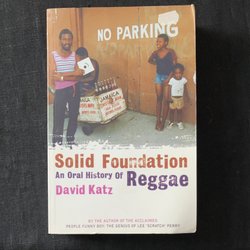 NO PARKING
JAMAICA
Solid Foundation
An Oral History Of
Reggae
David Katz
BY THE AUTHOR OF THE ACCLAIMED
PEOPLE FUNNY BOY: THE GENIUS OF LEE 'SCRATCH' PERRY